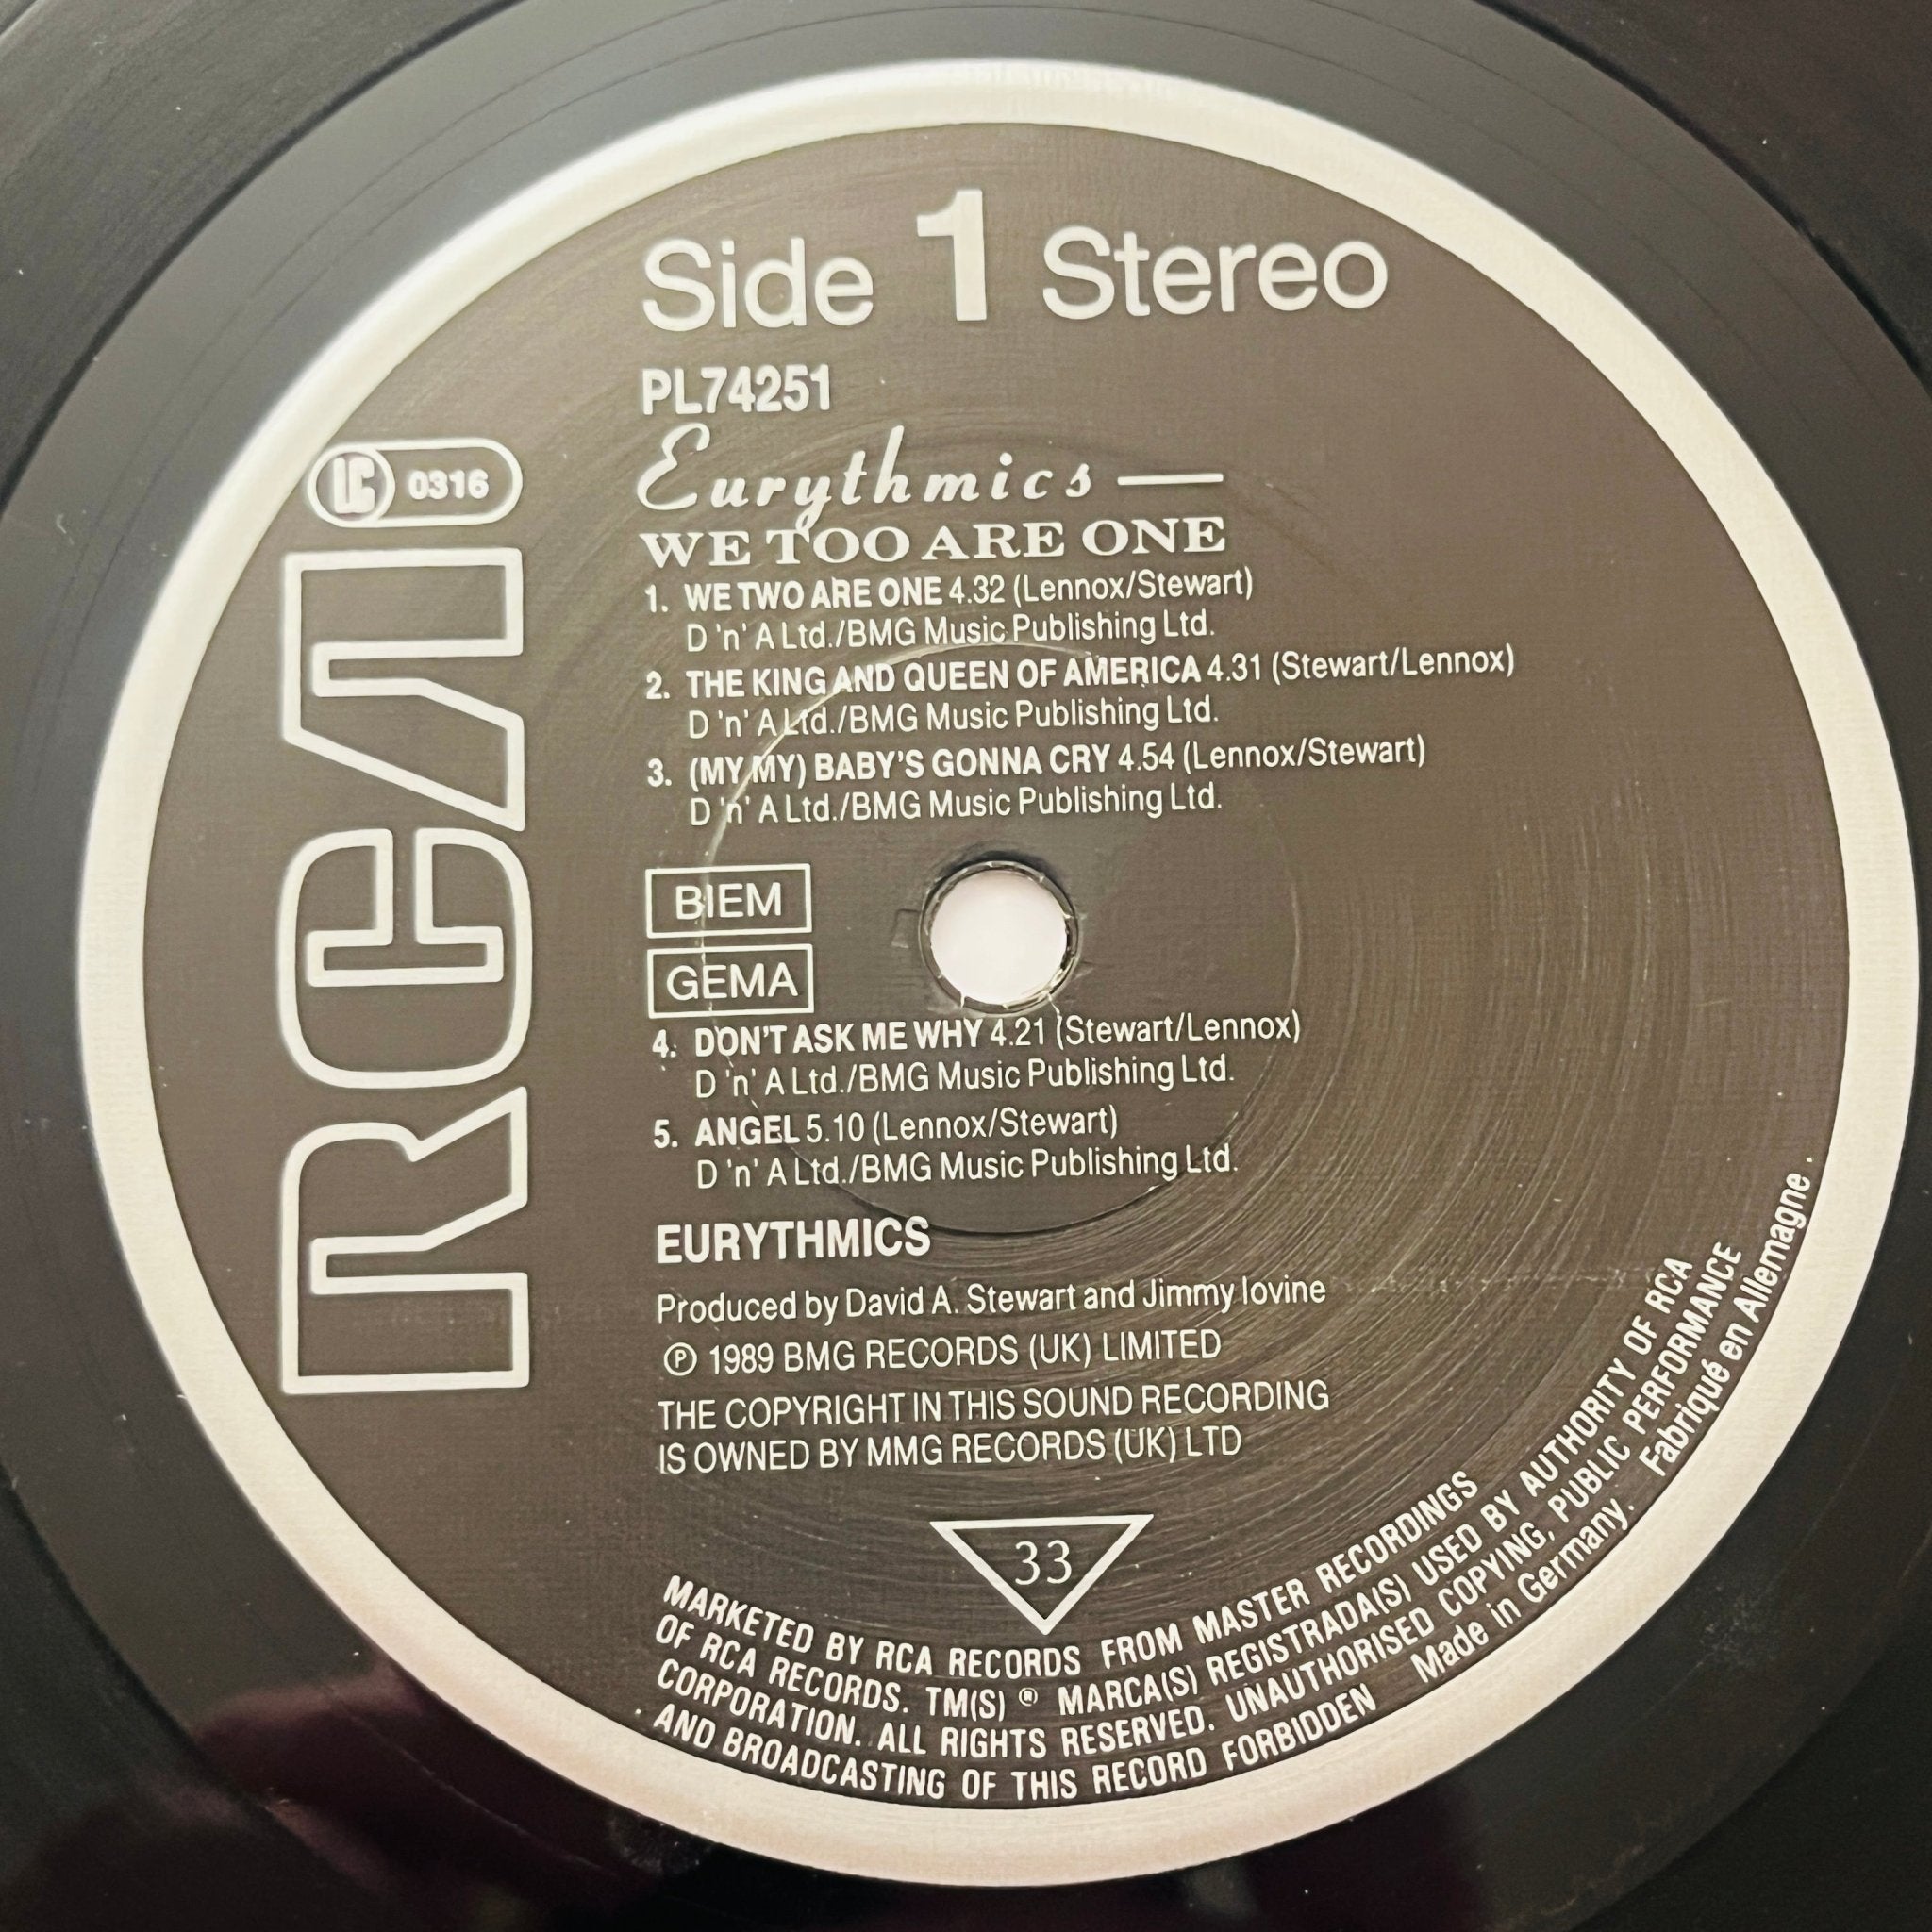 Side 1 Stereo
PL74251
Eurythmics —
WE TOO ARE ONE
1. WE TWO ARE ONE 4.32 (Lennox/Stewart)
D 'n' A Ltd./BMG Music Publishing Ltd.
2. THE KING AND QUEEN OF AMERICA 4.31 (Stewart/Lennox)
D 'n' A Ltd./BMG Music Publishing Ltd.
3. (MY MY) BABY'S GONNA CRY 4.54 (Lennox/Stewart)
D 'n' A Ltd./BMG Music Publishing Ltd.
BIEM
GEMA
4. DON'T ASK ME WHY 4.21 (Stewart/Lennox)
D 'n' A Ltd./BMG Music Publishing Ltd.
5. ANGEL 5.10 (Lennox/Stewart)
D 'n' A Ltd./BMG Music Publishing Ltd.
EURYTHMICS
Produced by David A. Stewart and Jimmy Iovine
℗ 1989 BMG RECORDS (UK) LIMITED
THE COPYRIGHT IN THIS SOUND RECORDING
IS OWNED BY MMG RECORDS (UK) LTD
33
MARKETED BY RCA RECORDS FROM MASTER RECORDINGS
OF RCA RECORDS. TM(S) ® MARCA(S) REGISTRADA(S) USED BY AUTHORITY OF RCA
CORPORATION. ALL RIGHTS RESERVED. UNAUTHORISED COPYING, PUBLIC PERFORMANCE
AND BROADCASTING OF THIS RECORD FORBIDDEN Made in Germany. Fabriqué en Allemagne
LC 0316
RCA